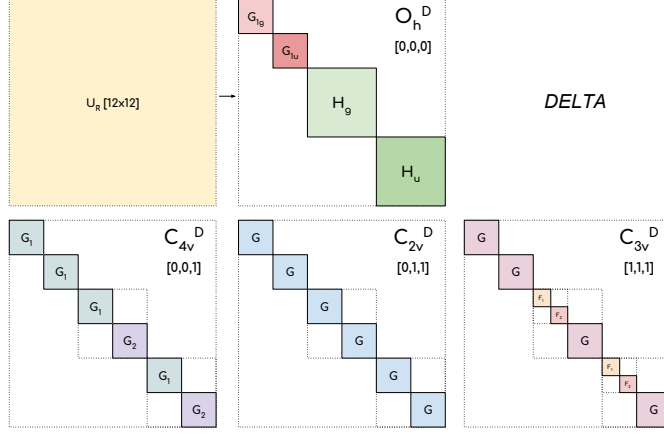 U_R [12x12]
G_1g
G_1u
H_g
H_u
O_h^D
[0,0,0]
DELTA
G_1
G_1
G_1
G_2
G_1
G_2
C_4v^D
[0,0,1]
G
G
G
G
G
G
C_2v^D
[0,1,1]
G
G
F_1
F_2
G
F_1
F_2
G
C_3v^D
[1,1,1]